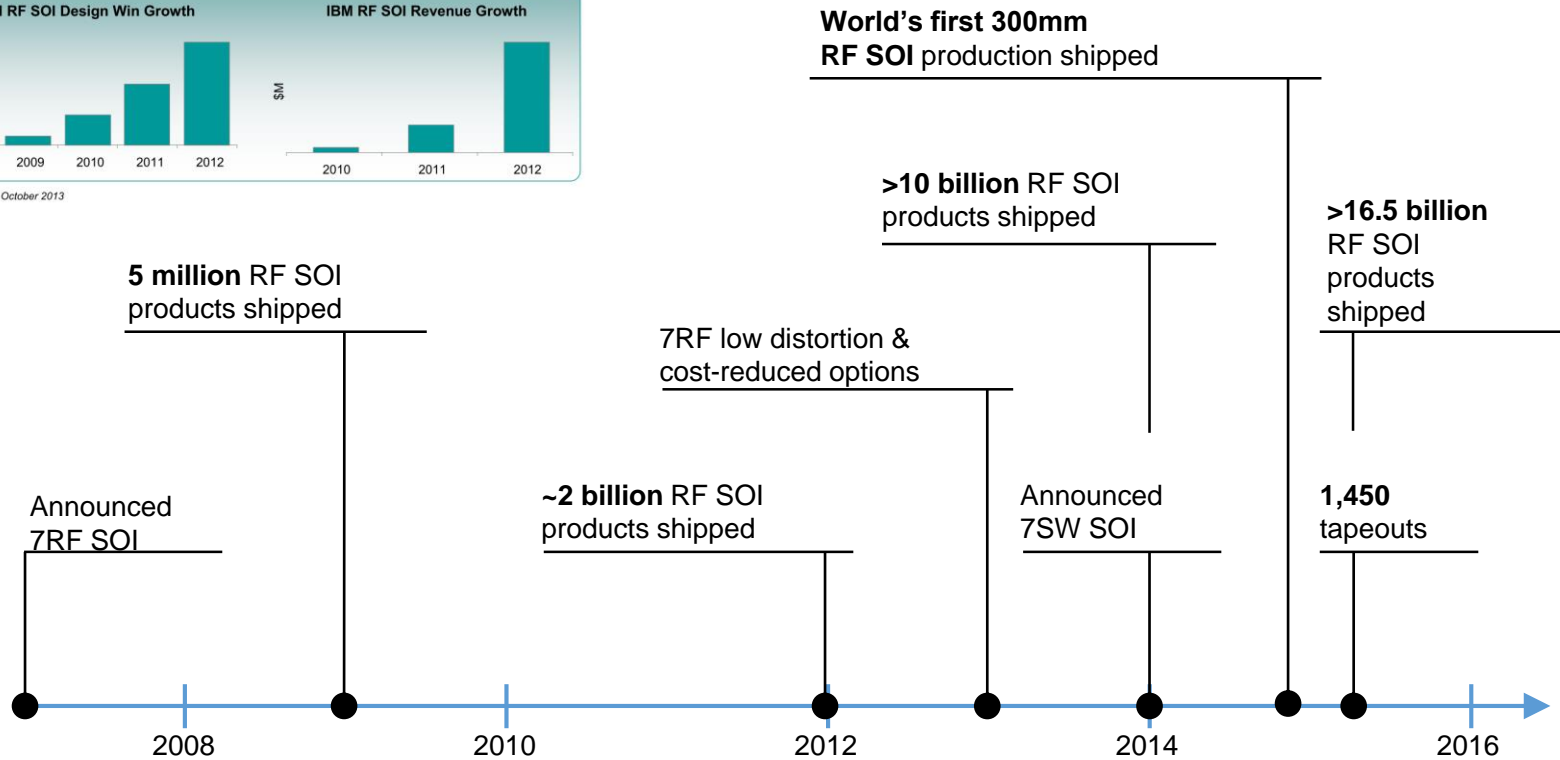 RF SOI Design Win Growth
2009 2010 2011 2012
IBM RF SOI Revenue Growth
$M
2010 2011 2012
October 2013
World’s first 300mm
RF SOI production shipped
>10 billion RF SOI
products shipped
>16.5 billion
RF SOI
products
shipped
5 million RF SOI
products shipped
7RF low distortion &
cost-reduced options
Announced
7RF SOI
~2 billion RF SOI
products shipped
Announced
7SW SOI
1,450
tapeouts
2008 2010 2012 2014 2016